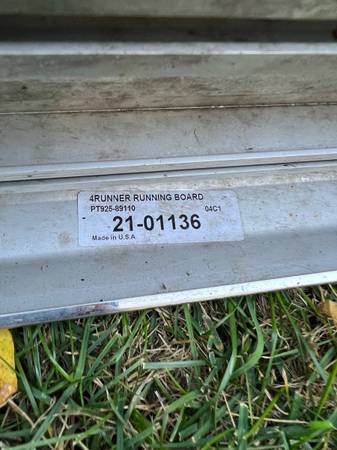 4RUNNER RUNNING BOARD
PT925-89110 04C1
21-01136
Made in U.S.A